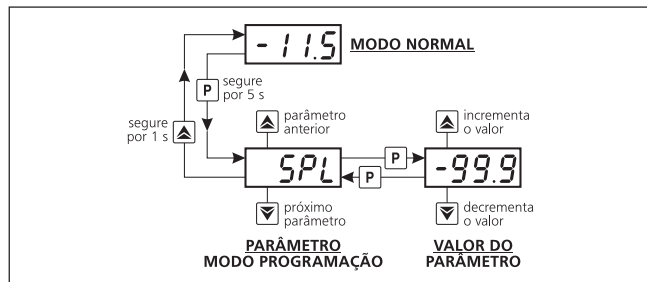 -11.5
MODO NORMAL
P
segure
por 5 s
segure
por 1 s
parâmetro
anterior
incrementa
o valor
SPL
P
P
-99.9
próximo
parâmetro
decrementa
o valor
PARÂMETRO
MODO PROGRAMAÇÃO
VALOR DO
PARÂMETRO